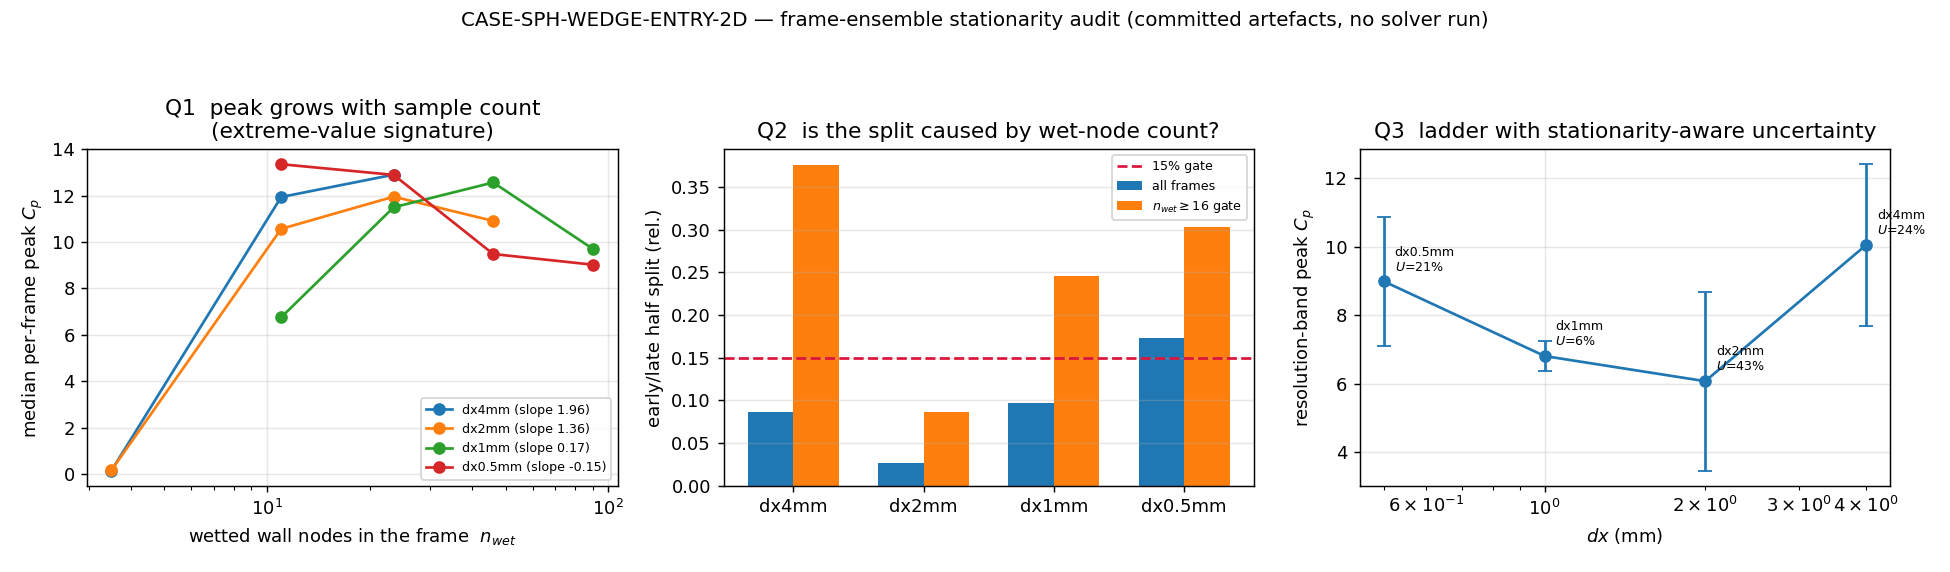 CASE-SPH-WEDGE-ENTRY-2D — frame-ensemble stationarity audit (committed artefacts, no solver run)
Q1  peak grows with sample count
(extreme-value signature)
median per-frame peak $C_p$
14
12
10
8
6
4
2
0
dx4mm (slope 1.96)
dx2mm (slope 1.36)
dx1mm (slope 0.17)
dx0.5mm (slope -0.15)
10¹
10²
wetted wall nodes in the frame  $n_{wet}$
Q2  is the split caused by wet-node count?
early/late half split (rel.)
0.35
0.30
0.25
0.20
0.15
0.10
0.05
0.00
15% gate
all frames
$n_{wet}$ ≥ 16 gate
dx4mm
dx2mm
dx1mm
dx0.5mm
Q3  ladder with stationarity-aware uncertainty
resolution-band peak $C_p$
12
10
8
6
4
dx0.5mm
U=21%
dx1mm
U=6%
dx2mm
U=43%
dx4mm
U=24%
6 × 10⁻¹
10⁰
2 × 10⁰
3 × 10⁰
4 × 10⁰
dx (mm)